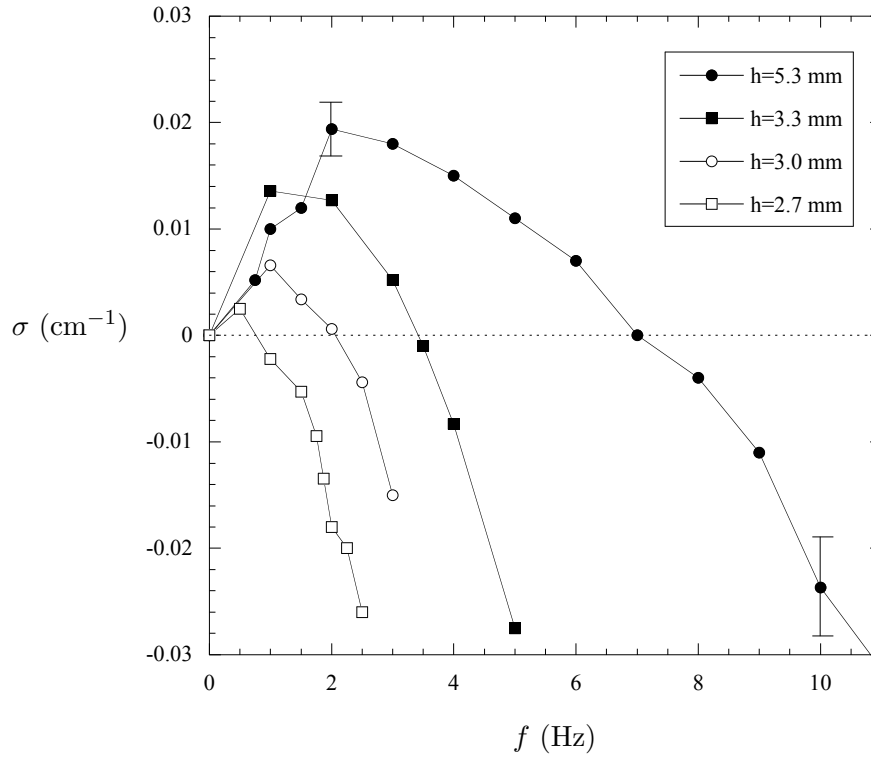 0.03
0.02
0.01
0
-0.01
-0.02
-0.03
σ (cm⁻¹)
h=5.3 mm
h=3.3 mm
h=3.0 mm
h=2.7 mm
0 2 4 6 8 10
f (Hz)